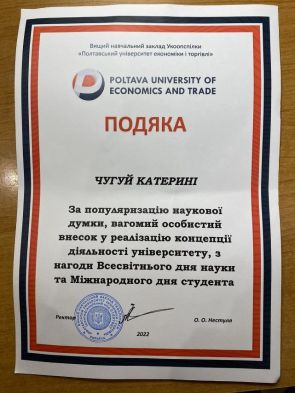 Вищий навчальний заклад Укоопспілки
«Полтавський університет економіки і торгівлі»
POLTAVA UNIVERSITY OF
ECONOMICS AND TRADE
ПОДЯКА
ЧУГУЙ КАТЕРИНІ
За популяризацію наукової
думки, вагомий особистий
внесок у реалізацію концепції
діяльності університету, з
нагоди Всесвітнього дня науки
та Міжнародного дня студента
Ректор
О. О. Нестуля
2022